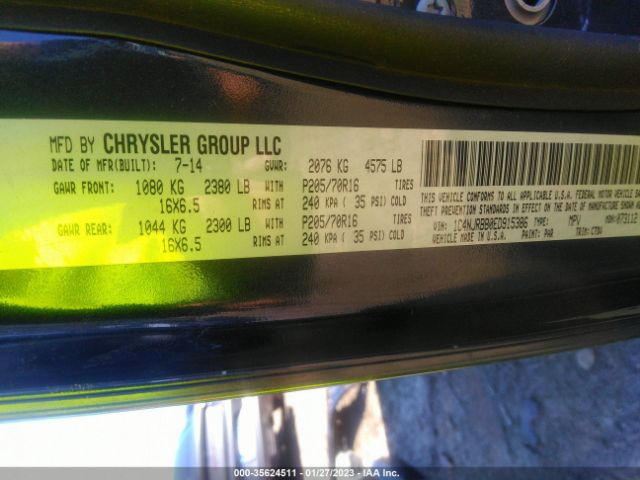 MFD BY CHRYSLER GROUP LLC
DATE OF MFR(BUILT): 7-14 GVWR: 2076 KG 4575 LB
GAWR FRONT: 1080 KG 2380 LB WITH P205/70R16 TIRES
16X6.5 RIMS AT 240 KPA ( 35 PSI) COLD
GAWR REAR: 1044 KG 2300 LB WITH P205/70R16 TIRES
16X6.5 RIMS AT 240 KPA ( 35 PSI) COLD
THIS VEHICLE CONFORMS TO ALL APPLICABLE U.S.A. FEDERAL MOTOR
THEFT PREVENTION STANDARDS IN EFFECT ON THE DATE OF MANUFACTURE SHOWN
VIN: 1C4NJRBB0ED915386 TYPE: MPV MDH: 073112
VEHICLE MADE IN U.S.A. PAINT: PAR TRIM:
000-35624511 - 01/27/2023 - IAA Inc.